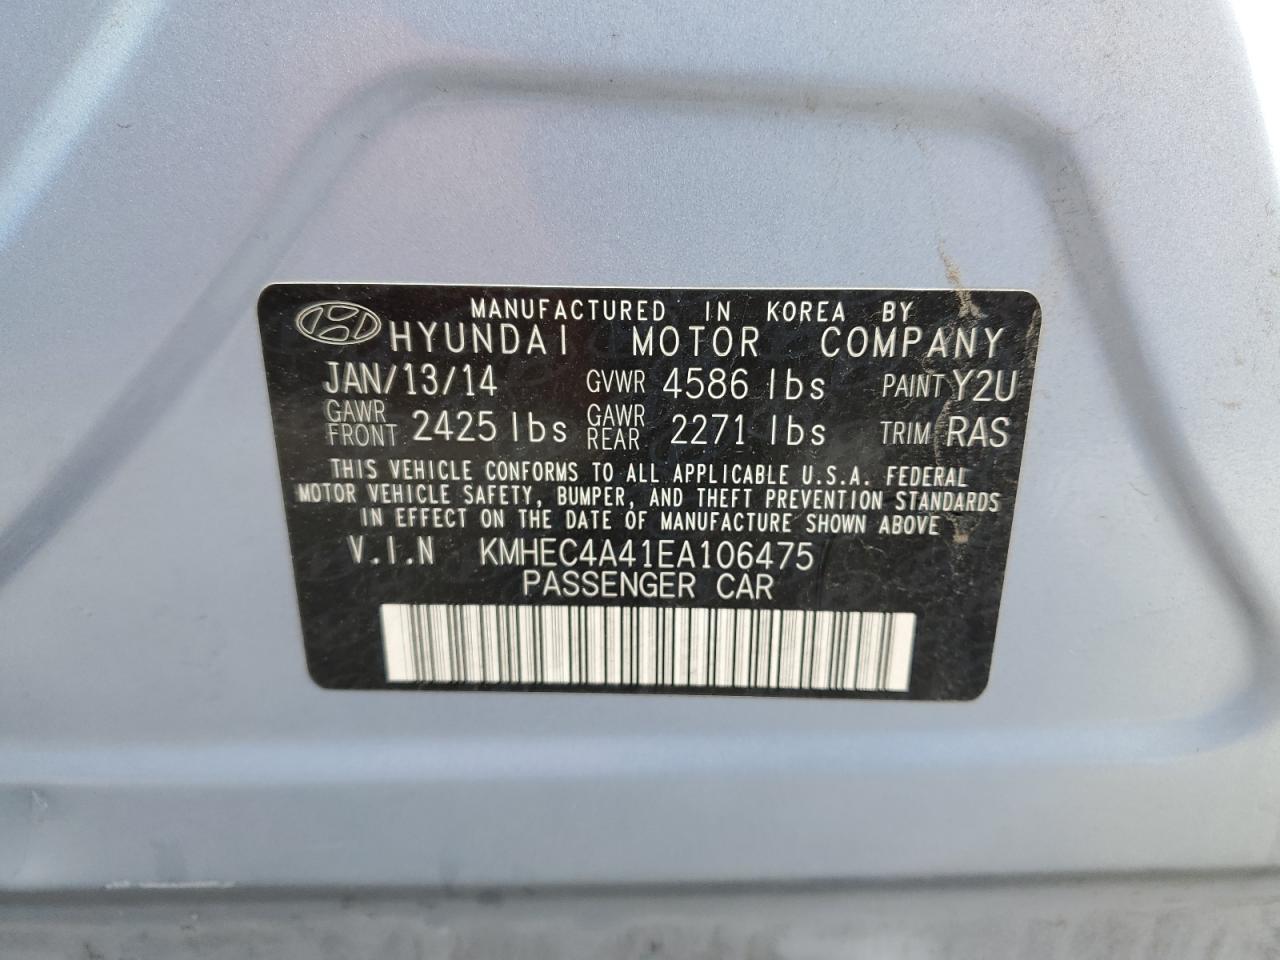 MANUFACTURED IN KOREA BY
HYUNDAI MOTOR COMPANY
JAN/13/14 GVWR 4586 lbs PAINT Y2U
GAWR FRONT 2425 lbs GAWR REAR 2271 lbs TRIM RAS
THIS VEHICLE CONFORMS TO ALL APPLICABLE U.S.A. FEDERAL
MOTOR VEHICLE SAFETY, BUMPER, AND THEFT PREVENTION STANDARDS
IN EFFECT ON THE DATE OF MANUFACTURE SHOWN ABOVE
V.I.N KMHEC4A41EA106475
PASSENGER CAR